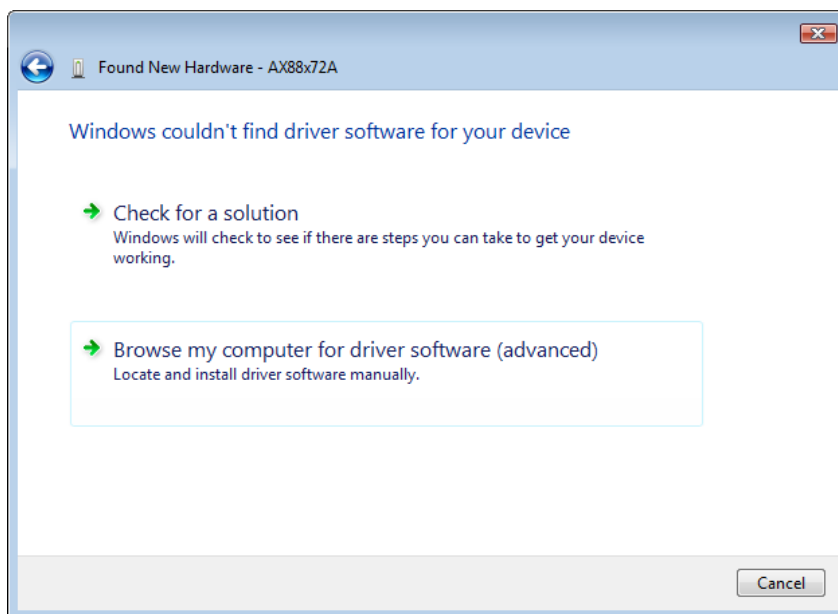 Found New Hardware - AX88x72A
Windows couldn't find driver software for your device
Check for a solution
Windows will check to see if there are steps you can take to get your device
working.
Browse my computer for driver software (advanced)
Locate and install driver software manually.
Cancel